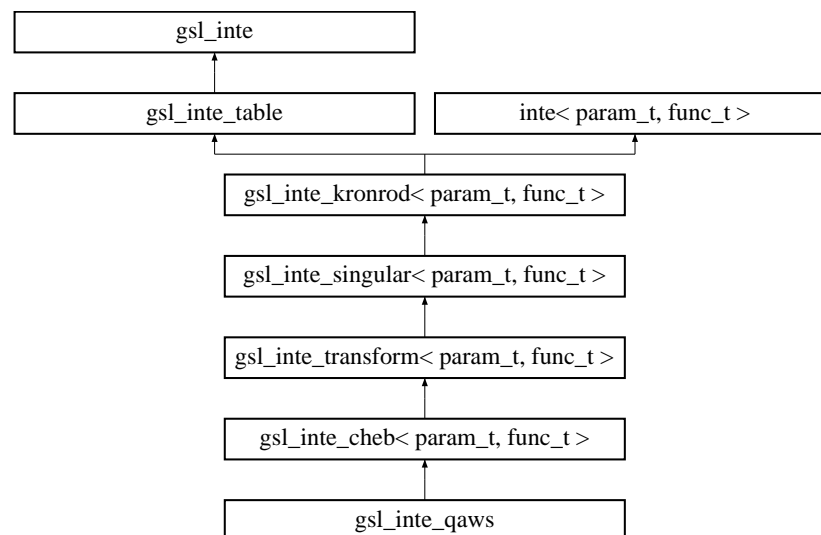 gsl_inte
gsl_inte_table
inte< param_t, func_t >
gsl_inte_kronrod< param_t, func_t >
gsl_inte_singular< param_t, func_t >
gsl_inte_transform< param_t, func_t >
gsl_inte_cheb< param_t, func_t >
gsl_inte_qaws